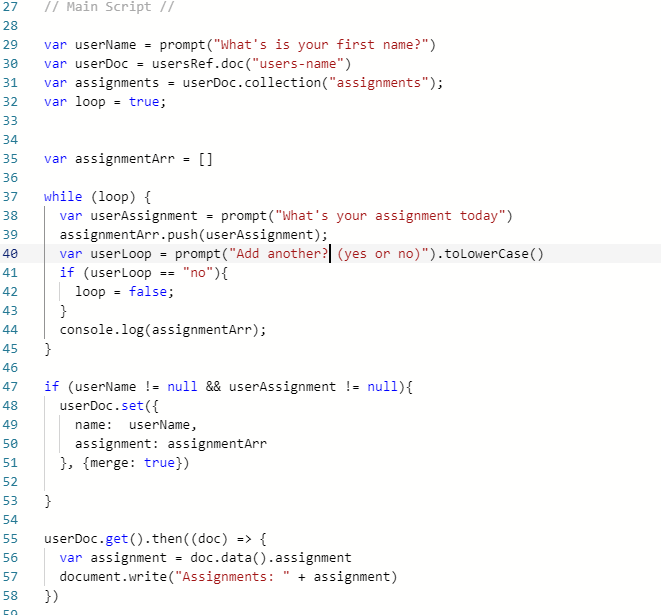 27 // Main Script //
28
29 var userName = prompt("What's is your first name?")
30 var userDoc = usersRef.doc("users-name")
31 var assignments = userDoc.collection("assignments");
32 var loop = true;
33
34
35 var assignmentArr = []
36
37 while (loop) {
38   var userAssignment = prompt("What's your assignment today")
39   assignmentArr.push(userAssignment);
40   var userLoop = prompt("Add another? (yes or no)").toLowerCase()
41   if (userLoop == "no"){
42     loop = false;
43   }
44   console.log(assignmentArr);
45 }
46
47 if (userName != null && userAssignment != null){
48   userDoc.set({
49     name:  userName,
50     assignment: assignmentArr
51   }, {merge: true})
52
53 }
54
55 userDoc.get().then((doc) => {
56   var assignment = doc.data().assignment
57   document.write("Assignments: " + assignment)
58 })
59